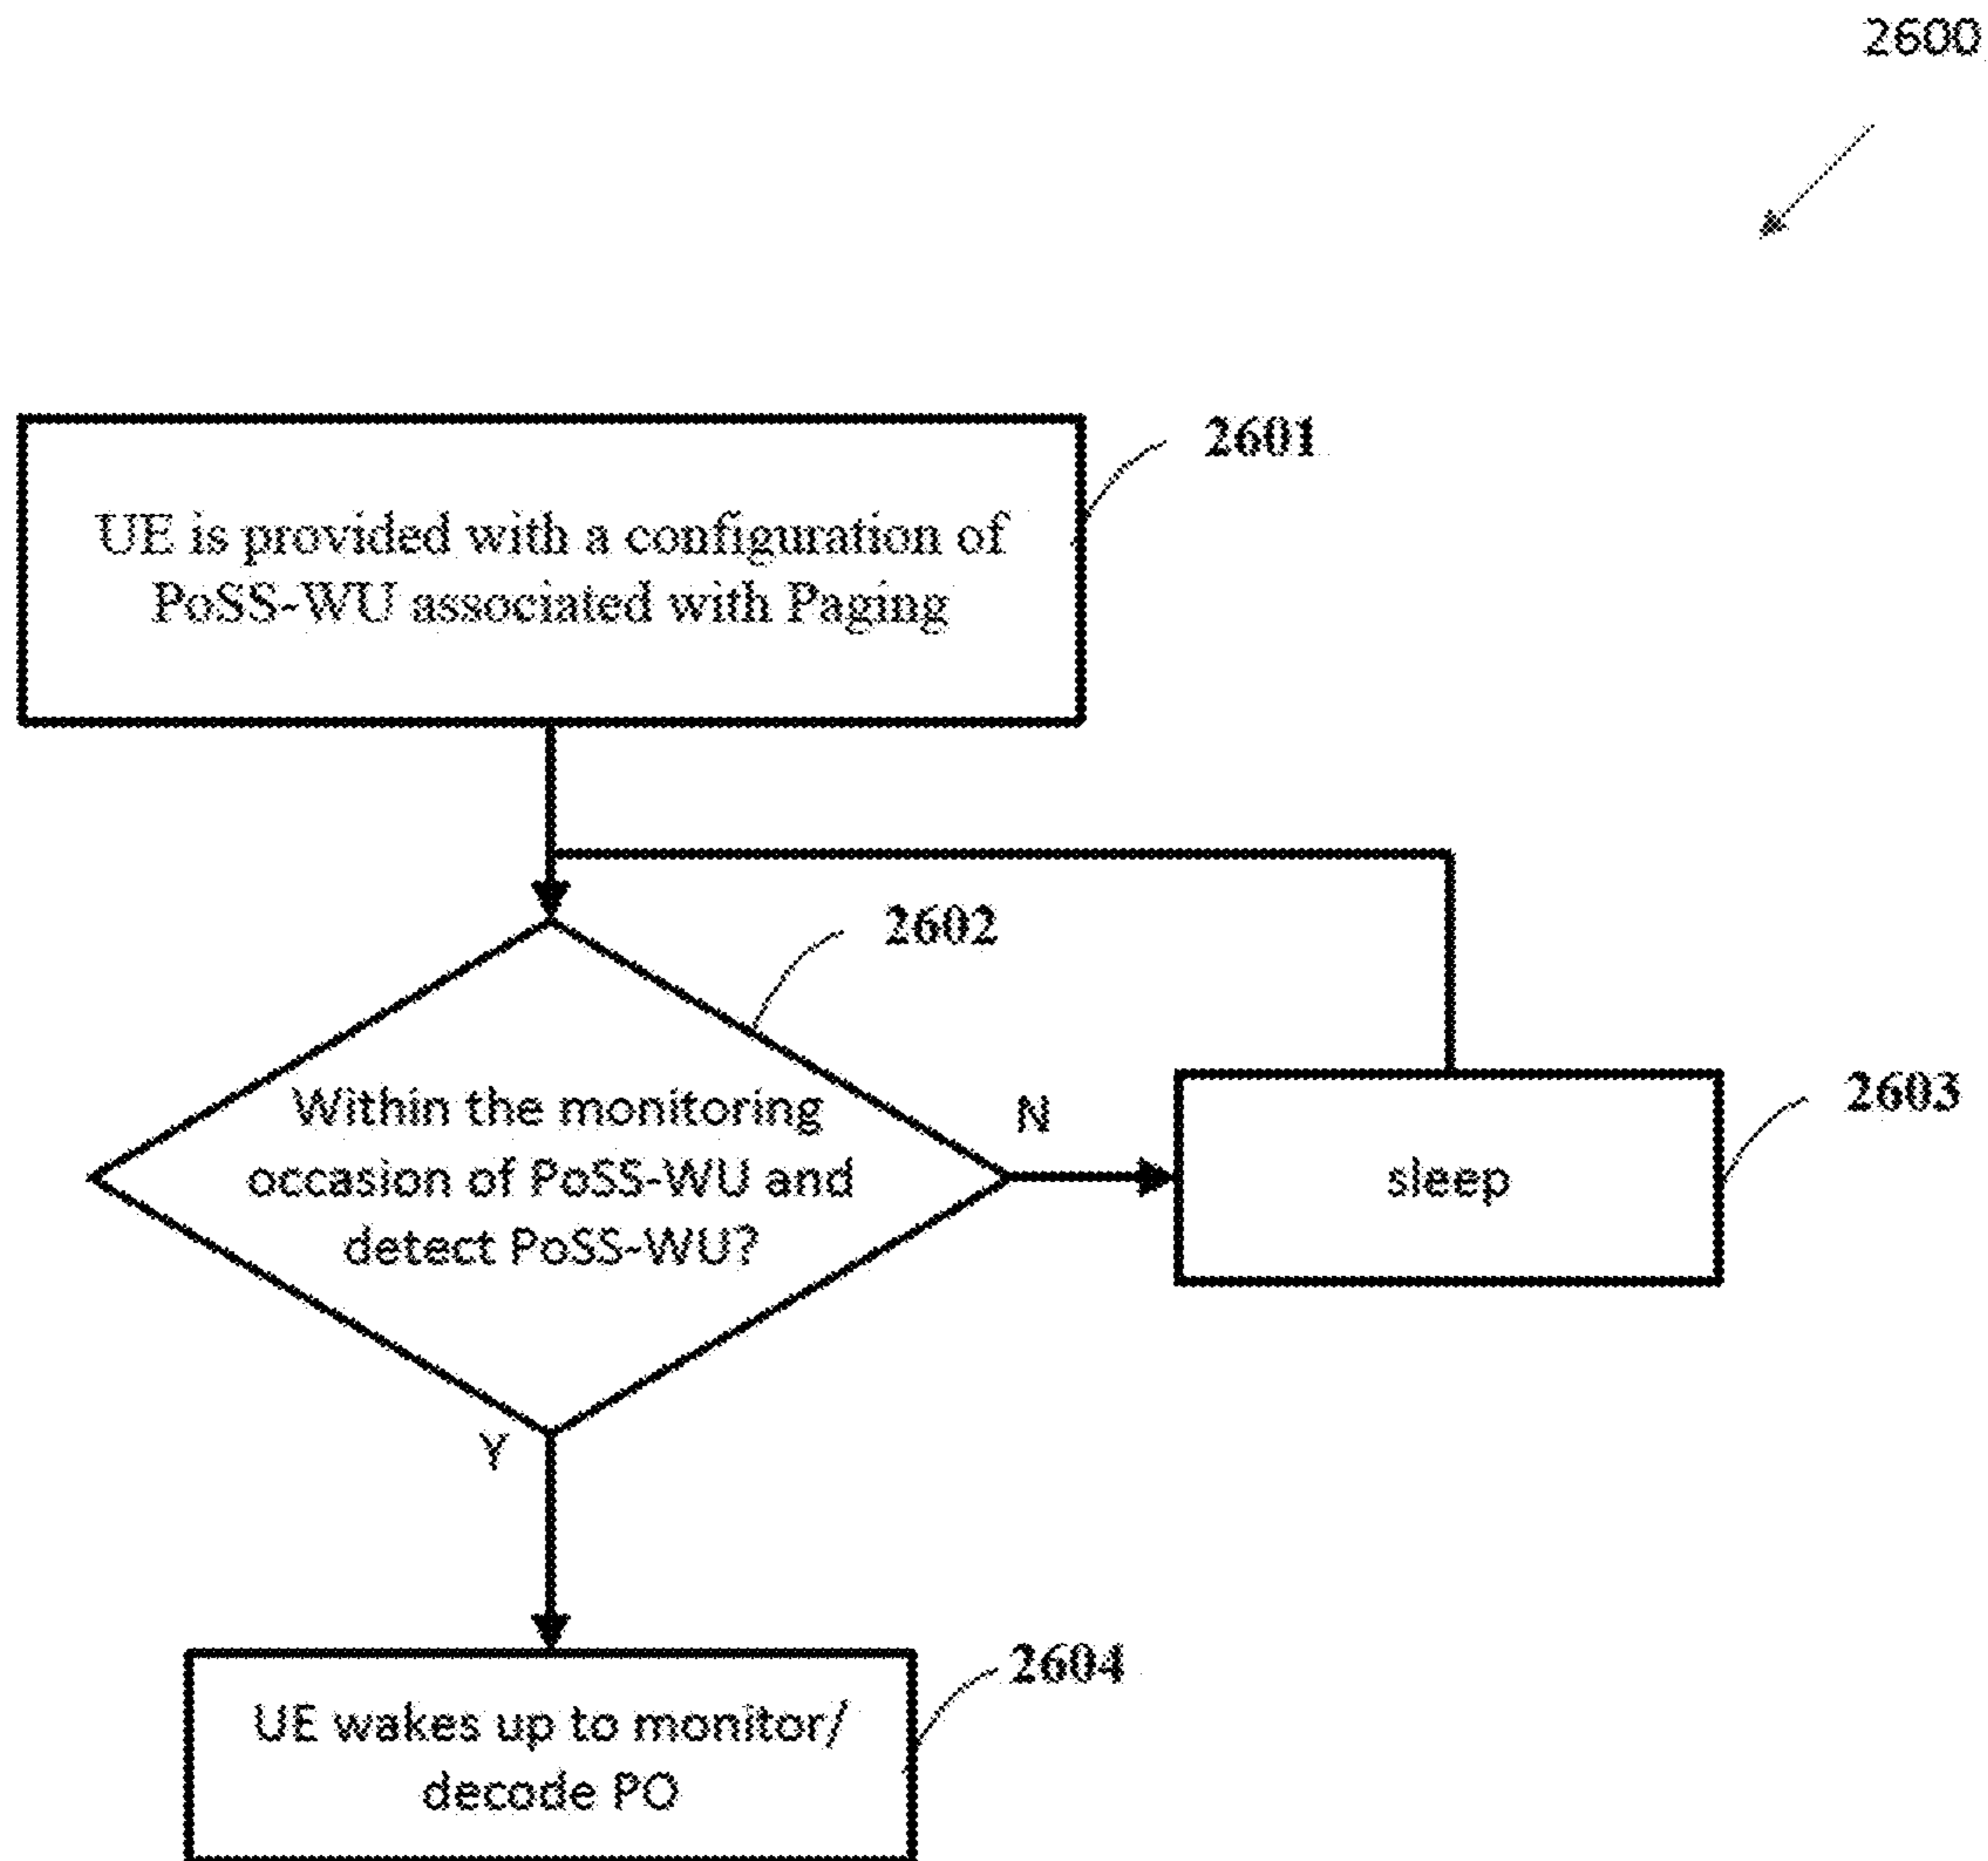 2600
2601
UE is provided with a configuration of
PoSS-WU associated with Paging
2602
Within the monitoring
occasion of PoSS-WU and
detect PoSS-WU?
N
2603
sleep
Y
2604
UE wakes up to monitor/
decode PO